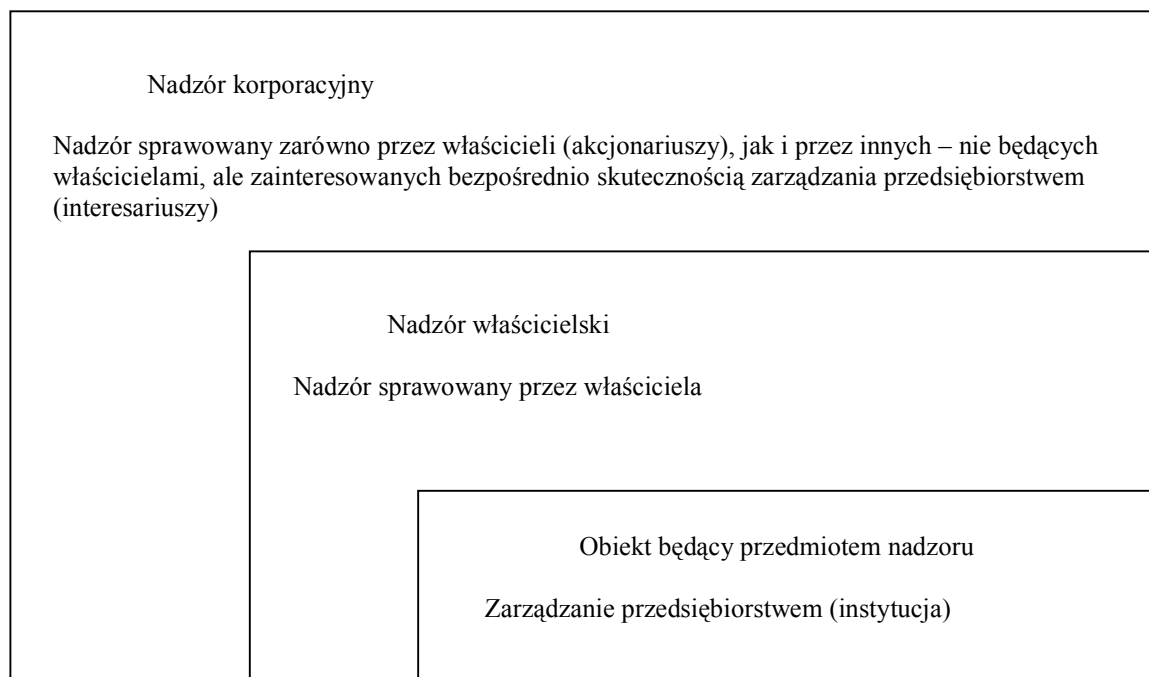 Nadzór korporacyjny
Nadzór sprawowany zarówno przez właścicieli (akcjonariuszy), jak i przez innych – nie będących
właścicielami, ale zainteresowanych bezpośrednio skutecznością zarządzania przedsiębiorstwem
(interesariuszy)
Nadzór właścicielski
Nadzór sprawowany przez właściciela
Obiekt będący przedmiotem nadzoru
Zarządzanie przedsiębiorstwem (instytucja)